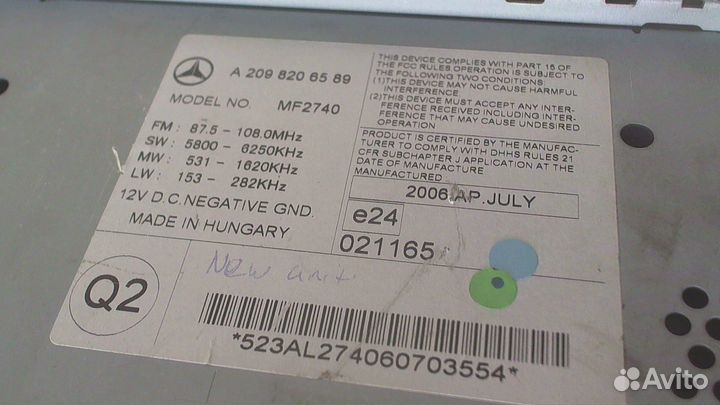 A 209 820 65 89
MODEL NO. MF2740
FM : 87.5 - 108.0MHz
SW : 5800 - 6250KHz
MW : 531 - 1620KHz
LW : 153 - 282KHz
12V D.C.NEGATIVE GND.
MADE IN HUNGARY
THIS DEVICE COMPLIES WITH PART 15 OF
THE FCC RULES.OPERATION IS SUBJECT TO
THE FOLLOWING TWO CONDITIONS:
(1)THIS DEVICE MAY NOT CAUSE HARMFUL
INTERFERENCE.
(2)THIS DEVICE MUST ACCEPT ANY INTER-
FERENCE RECEIVED INCLUDING INTER-
FERENCE THAT MAY CAUSE UNDESIRED
OPERATION
PRODUCT IS CERTIFIED BY THE MANUFAC-
TURER TO COMPLY WITH DHHS RULES 21
CFR SUBCHAPTER J APPLICATION AT THE
DATE OF MANUFACTURE
MANUFACTURED
2006.AP.JULY
e24
021165
New unit
Q2
*523AL274060703554*
Avito